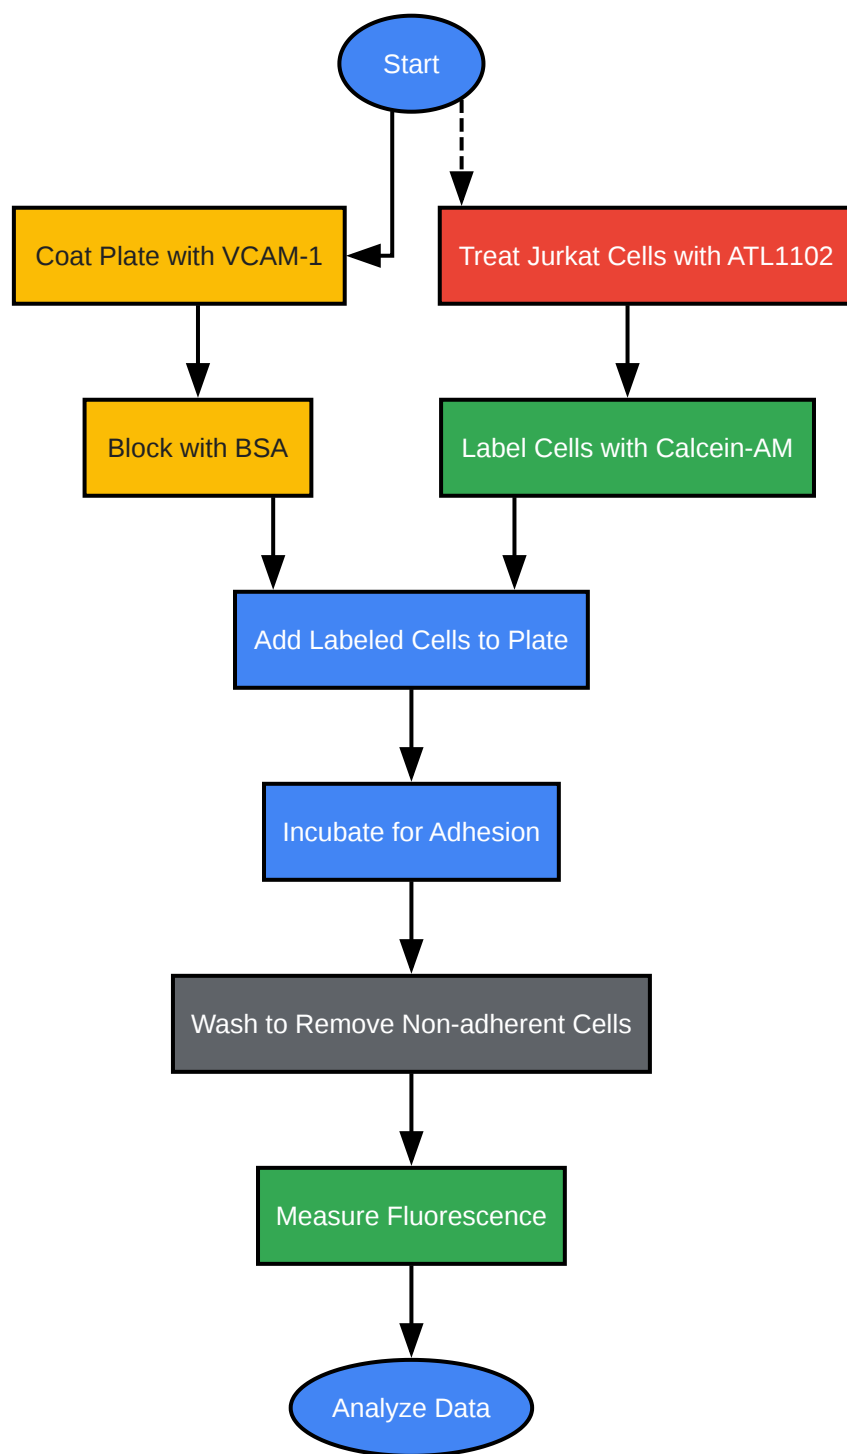 Start
Coat Plate with VCAM-1
Treat Jurkat Cells with ATL1102
Block with BSA
Label Cells with Calcein-AM
Add Labeled Cells to Plate
Incubate for Adhesion
Wash to Remove Non-adherent Cells
Measure Fluorescence
Analyze Data